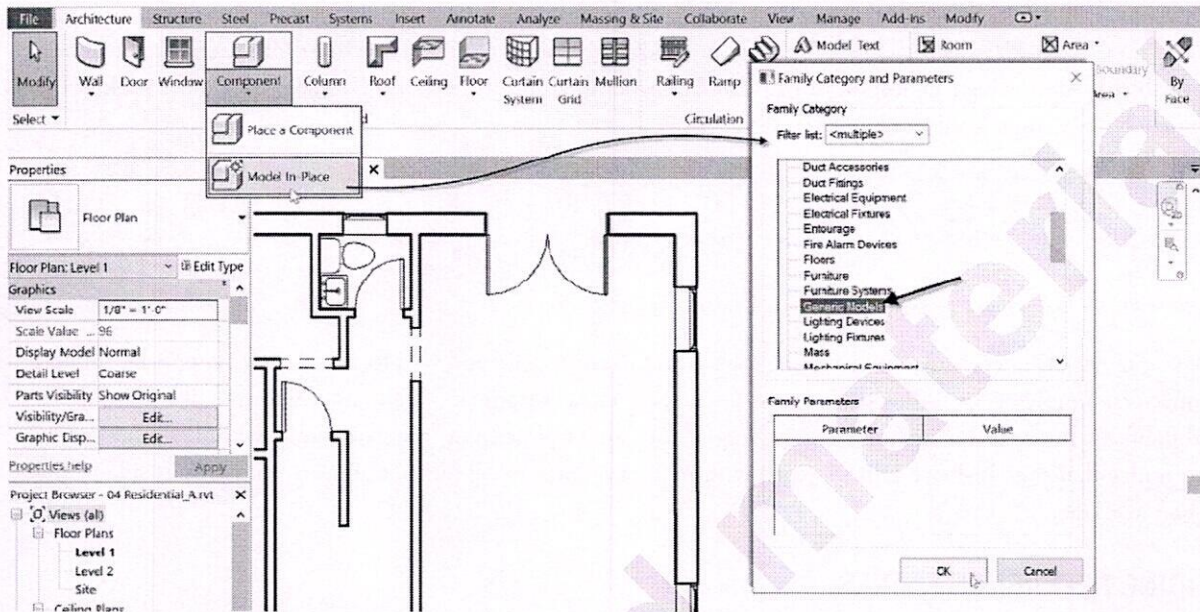 File Architecture Structure Steel Precast Systems Insert Annotate Analyze Massing & Site Collaborate View Manage Add-Ins Modify
Modify Wall Door Window Component Column Roof Ceiling Floor Curtain System Curtain Grid Mullion Railing Ramp
Model Text Room Area
Boundary
By Face
Select
Circulation
Place a Component
Model In-Place
Properties
Floor Plan
Floor Plan: Level 1 Edit Type
Graphics
View Scale 1/8" = 1'-0"
Scale Value ... 96
Display Model Normal
Detail Level Coarse
Parts Visibility Show Original
Visibility/Gra... Edit...
Graphic Disp... Edit...
Properties help Apply
Project Browser - 04 Residential_A.rvt
Views (all)
Floor Plans
Level 1
Level 2
Site
Ceiling Plans
Family Category and Parameters
Family Category
Filter list: <multiple>
Duct Accessories
Duct Fittings
Electrical Equipment
Electrical Fixtures
Entourage
Fire Alarm Devices
Floors
Furniture
Furniture Systems
Generic Models
Lighting Devices
Lighting Fixtures
Mass
Mechanical Equipment
Family Parameters
Parameter Value
OK Cancel